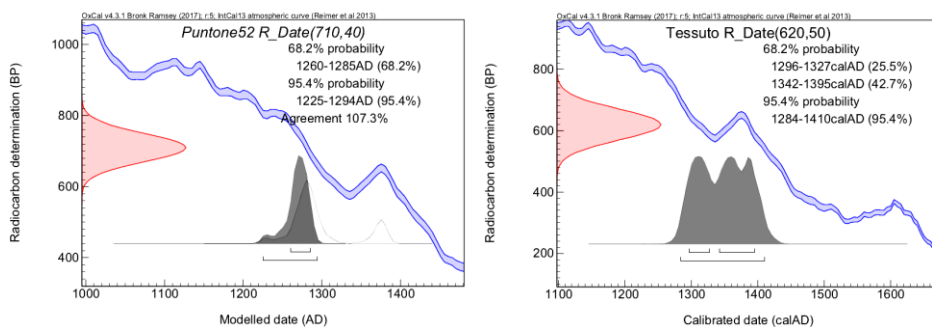 OxCal v4.3.1 Bronk Ramsey (2017); r:5; IntCal13 atmospheric curve (Reimer et al 2013)
Puntone52 R_Date(710,40)
68.2% probability
1260-1285AD (68.2%)
95.4% probability
1225-1294AD (95.4%)
Agreement 107.3%
Radiocarbon determination (BP)
1000
800
600
400
1000
1100
1200
1300
1400
Modelled date (AD)
OxCal v4.3.1 Bronk Ramsey (2017); r:5; IntCal13 atmospheric curve (Reimer et al 2013)
Tessuto R_Date(620,50)
68.2% probability
1296-1327calAD (25.5%)
1342-1395calAD (42.7%)
95.4% probability
1284-1410calAD (95.4%)
Radiocarbon determination (BP)
800
600
400
200
1100
1200
1300
1400
1500
1600
Calibrated date (calAD)